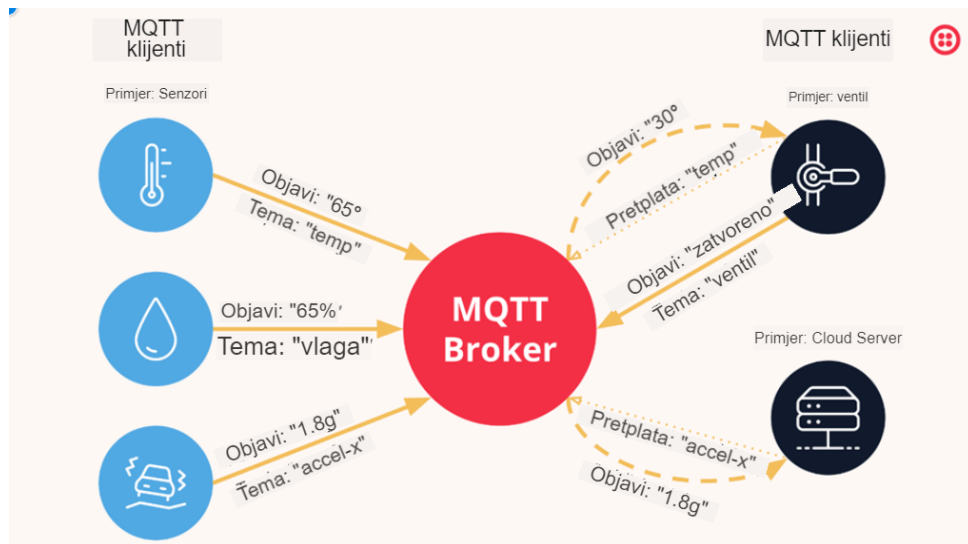 MQTT
klijenti
Primjer: Senzori
Objavi: "65°
Tema: "temp"
Objavi: "65%
Tema: "vlaga"
Objavi: "1.8g"
Tema: "accel-x"
MQTT
Broker
MQTT klijenti
Primjer: ventil
Objavi: "30°
Pretplata: "temp"
Objavi: "zatvoreno"
Tema: "ventil"
Primjer: Cloud Server
Pretplata: "accel-x"
Objavi: "1.8g"